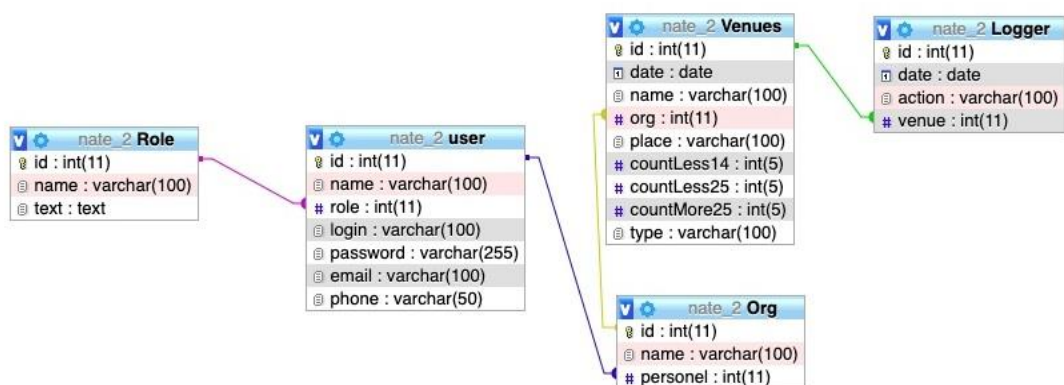 nate_2 Role
id : int(11)
name : varchar(100)
text : text
nate_2 user
id : int(11)
name : varchar(100)
# role : int(11)
login : varchar(100)
password : varchar(255)
email : varchar(100)
phone : varchar(50)
nate_2 Venues
id : int(11)
date : date
name : varchar(100)
# org : int(11)
place : varchar(100)
# countLess14 : int(5)
# countLess25 : int(5)
# countMore25 : int(5)
type : varchar(100)
nate_2 Logger
id : int(11)
date : date
action : varchar(100)
# venue : int(11)
nate_2 Org
id : int(11)
name : varchar(100)
# personel : int(11)